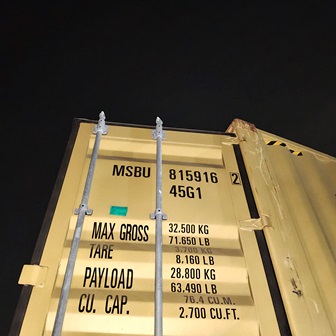 MSBU 815916 2
45G1
MAX GROSS 32.500 KG
71.650 LB
TARE 3.700 KG
8.160 LB
PAYLOAD 28.800 KG
63.490 LB
CU. CAP. 76.4 CU.M.
2.700 CU.FT.